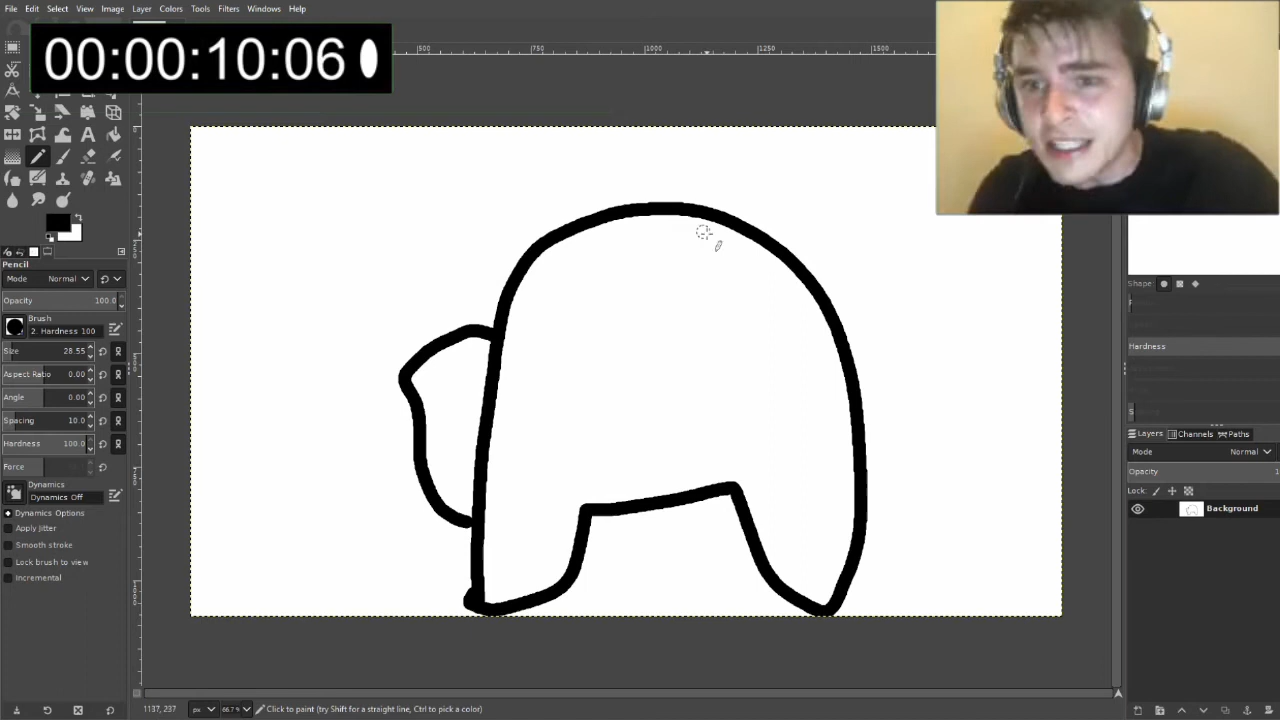 File Edit Select View Image Layer Colors Tools Filters Windows Help
00:00:10:06
500 750 1000 1250 1500
Pencil
Mode Normal
Opacity 100.0
Brush
2. Hardness 100
Size 28.55
Aspect Ratio 0.00
Angle 0.00
Spacing 10.0
Hardness 100.0
Force
Dynamics
Dynamics Off
Dynamics Options
Apply Jitter
Smooth stroke
Lock brush to view
Incremental
Shape
Hardness
Layers Channels Paths
Mode Normal
Opacity 1
Lock:
Background
1137, 237 px 66.7 % Click to paint (try Shift for a straight line, Ctrl to pick a color)